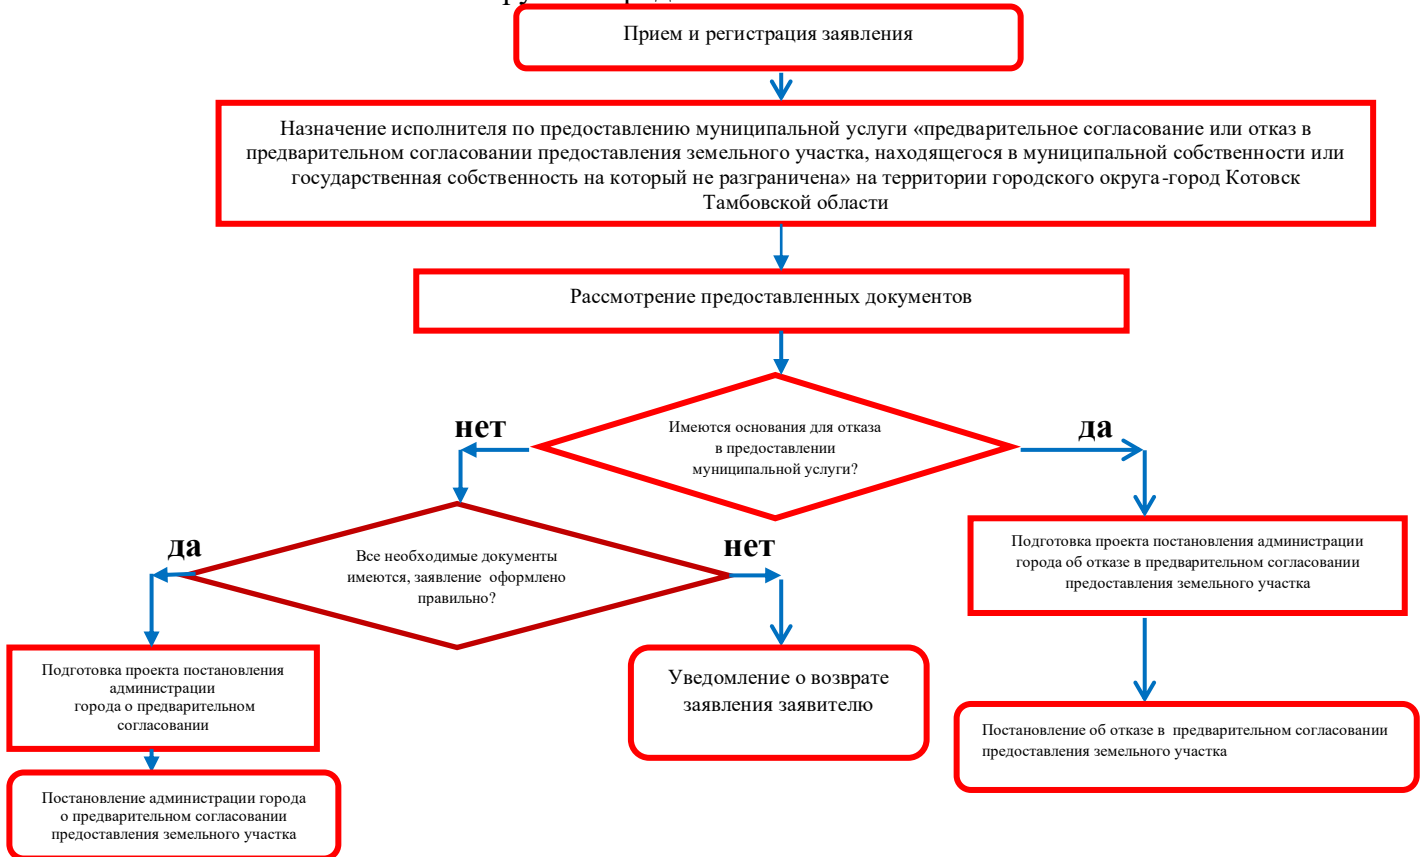 Прием и регистрация заявления
Назначение исполнителя по предоставлению муниципальной услуги «предварительное согласование или отказ в
предварительном согласовании предоставления земельного участка, находящегося в муниципальной собственности или
государственная собственность на который не разграничена» на территории городского округа-город Котовск
Тамбовской области
Рассмотрение предоставленных документов
Имеются основания для отказа
в предоставлении
муниципальной услуги?
нет
да
Все необходимые документы
имеются, заявление оформлено
правильно?
да
нет
Подготовка проекта постановления администрации
города об отказе в предварительном согласовании
предоставления земельного участка
Подготовка проекта постановления
администрации
города о предварительном
согласовании
Уведомление о возврате
заявления заявителю
Постановление об отказе в предварительном согласовании
предоставления земельного участка
Постановление администрации города
о предварительном согласовании
предоставления земельного участка